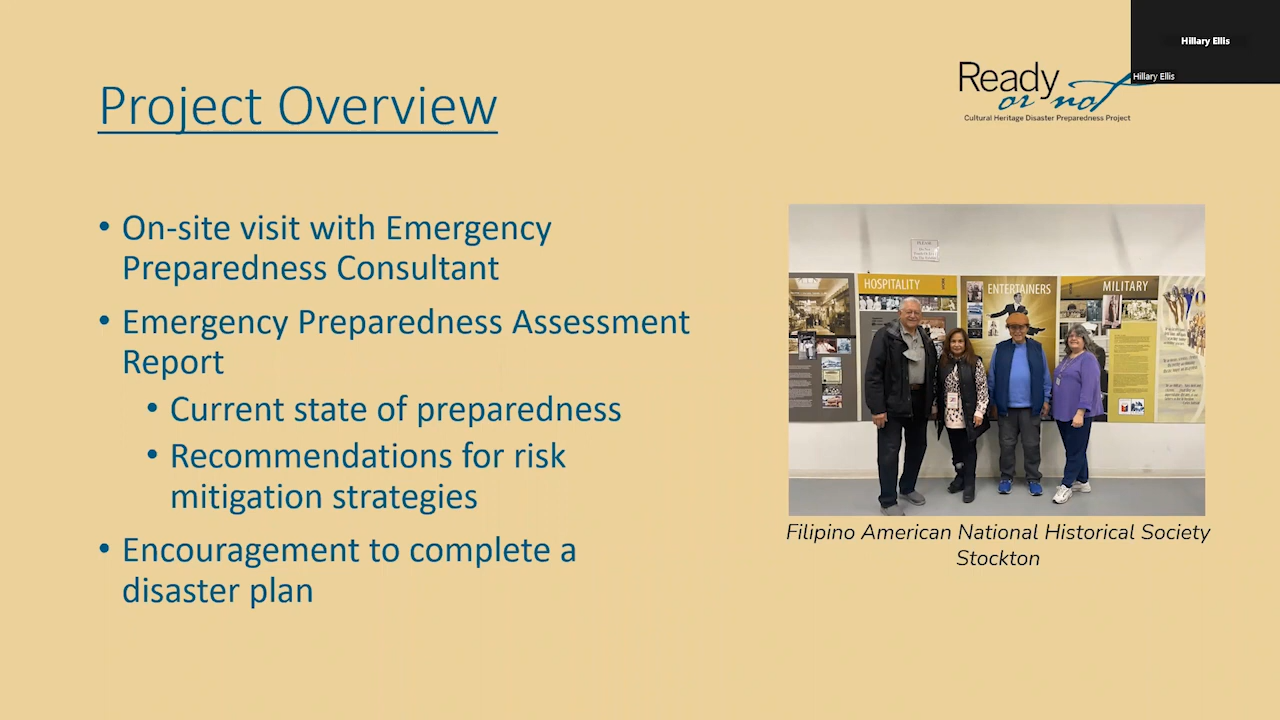 Hillary Ellis
Hillary Ellis
Ready
or not
Cultural Heritage Disaster Preparedness Project
Project Overview
• On-site visit with Emergency
Preparedness Consultant
• Emergency Preparedness Assessment
Report
• Current state of preparedness
• Recommendations for risk
mitigation strategies
• Encouragement to complete a
disaster plan
PLEASE
HOSPITALITY
ENTERTAINERS
MILITARY
Filipino American National Historical Society
Stockton